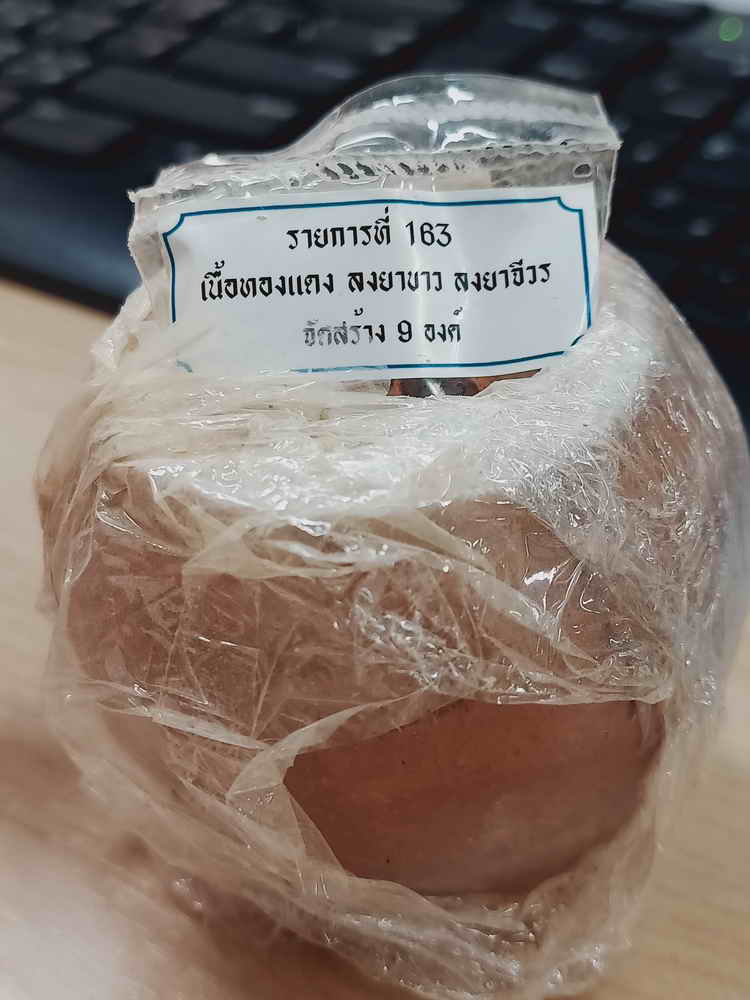 รายการที่ 163
เนื้อทองแดง ลงยาขาว ลงยาจีวร
จัดสร้าง 9 องค์